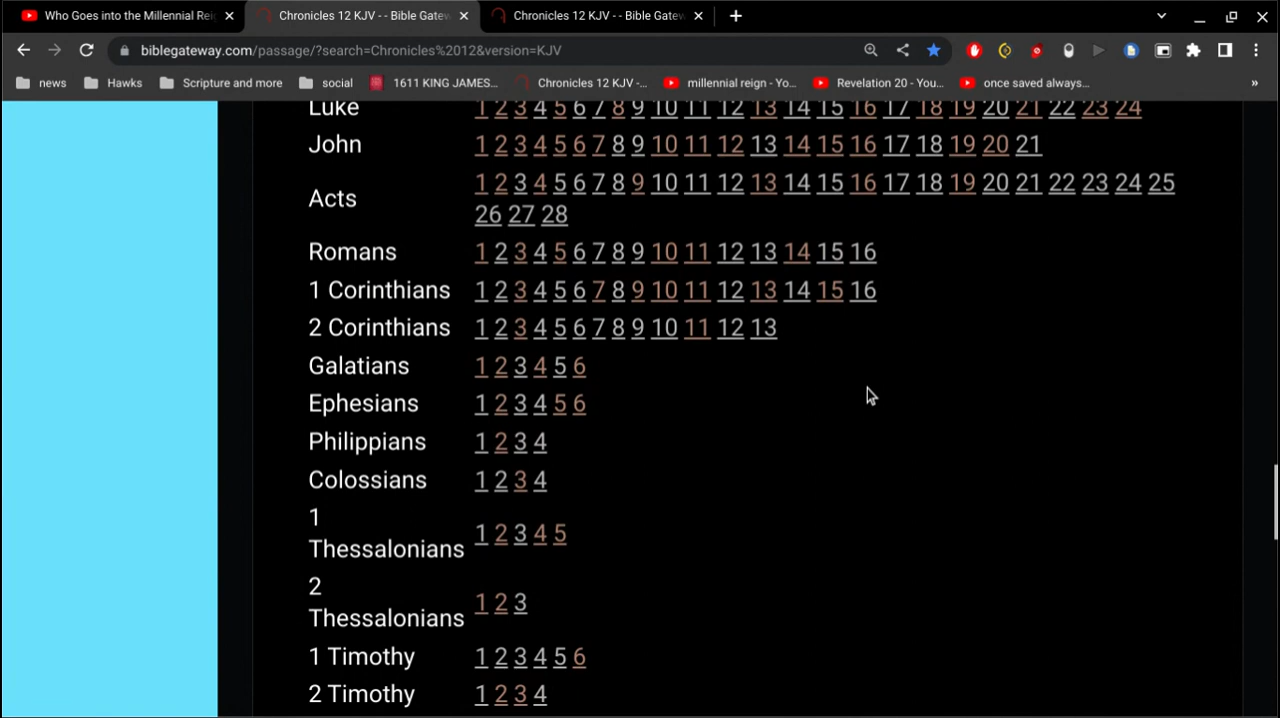 Who Goes into the Millennial Rei
Chronicles 12 KJV - - Bible Gatew
Chronicles 12 KJV - - Bible Gatew
biblegateway.com/passage/?search=Chronicles%2012&version=KJV
news Hawks Scripture and more social 1611 KING JAMES... Chronicles 12 KJV -... millennial reign - Yo... Revelation 20 - You... once saved always... »
Luke 1 2 3 4 5 6 7 8 9 10 11 12 13 14 15 16 17 18 19 20 21 22 23 24
John 1 2 3 4 5 6 7 8 9 10 11 12 13 14 15 16 17 18 19 20 21
Acts 1 2 3 4 5 6 7 8 9 10 11 12 13 14 15 16 17 18 19 20 21 22 23 24 25
26 27 28
Romans 1 2 3 4 5 6 7 8 9 10 11 12 13 14 15 16
1 Corinthians 1 2 3 4 5 6 7 8 9 10 11 12 13 14 15 16
2 Corinthians 1 2 3 4 5 6 7 8 9 10 11 12 13
Galatians 1 2 3 4 5 6
Ephesians 1 2 3 4 5 6
Philippians 1 2 3 4
Colossians 1 2 3 4
1
Thessalonians 1 2 3 4 5
2
Thessalonians 1 2 3
1 Timothy 1 2 3 4 5 6
2 Timothy 1 2 3 4